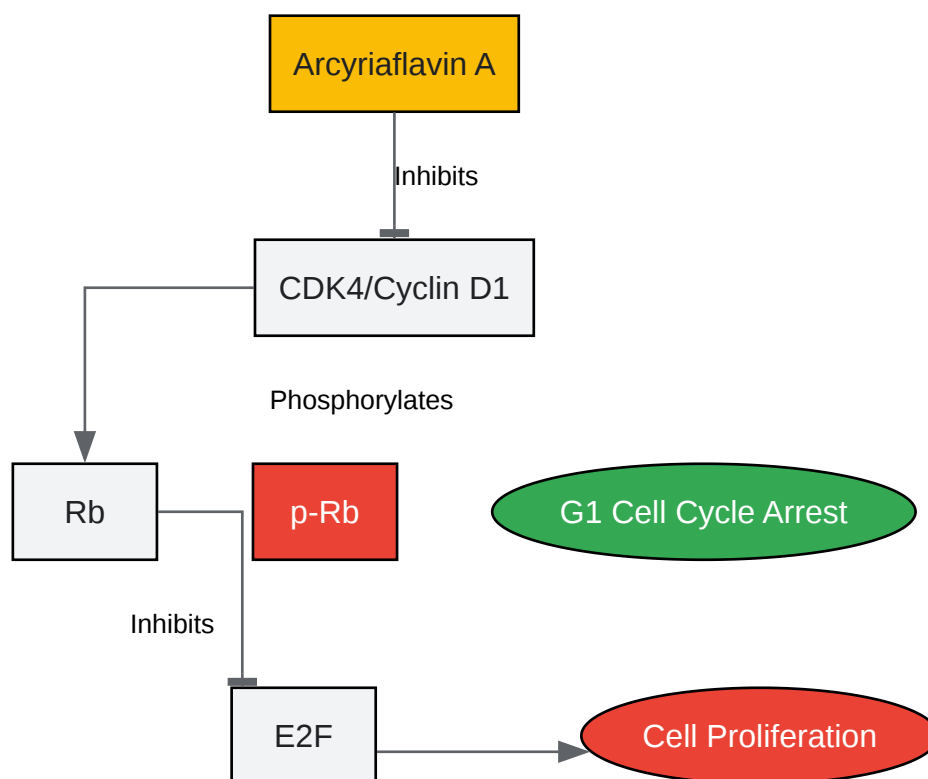 Arcyriaflavin A
Inhibits
CDK4/Cyclin D1
Phosphorylates
Rb
p-Rb
G1 Cell Cycle Arrest
Inhibits
E2F
Cell Proliferation